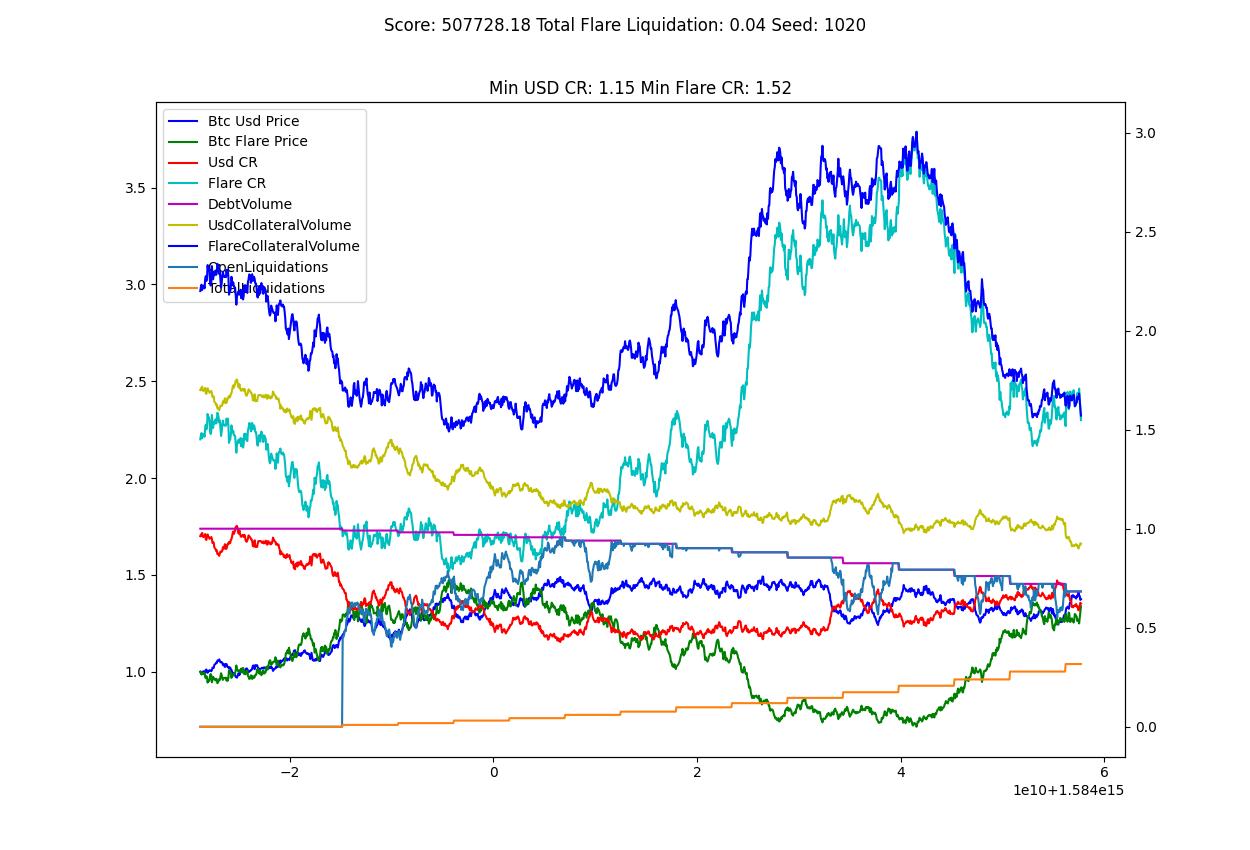 Score: 507728.18 Total Flare Liquidation: 0.04 Seed: 1020
Min USD CR: 1.15 Min Flare CR: 1.52
Btc Usd Price
Btc Flare Price
Usd CR
Flare CR
DebtVolume
UsdCollateralVolume
FlareCollateralVolume
OpenLiquidations
TotalLiquidations
3.5
3.0
2.5
2.0
1.5
1.0
3.0
2.5
2.0
1.5
1.0
0.5
0.0
−2
0
2
4
6
1e10+1.584e15